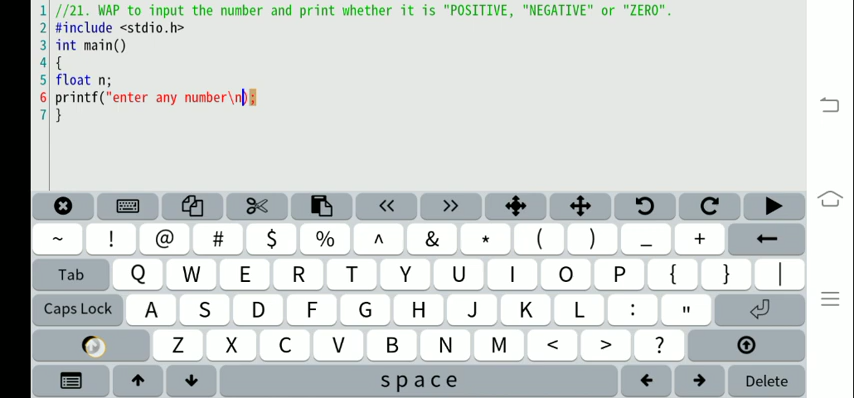 1 //21. WAP to input the number and print whether it is "POSITIVE, "NEGATIVE" or "ZERO".
2 #include <stdio.h>
3 int main()
4 {
5 float n;
6 printf("enter any number\n);
7 }
~ ! @ # $ % ^ & * ( ) _ +
Tab Q W E R T Y U I O P { } |
Caps Lock A S D F G H J K L : "
Z X C V B N M < > ?
space Delete